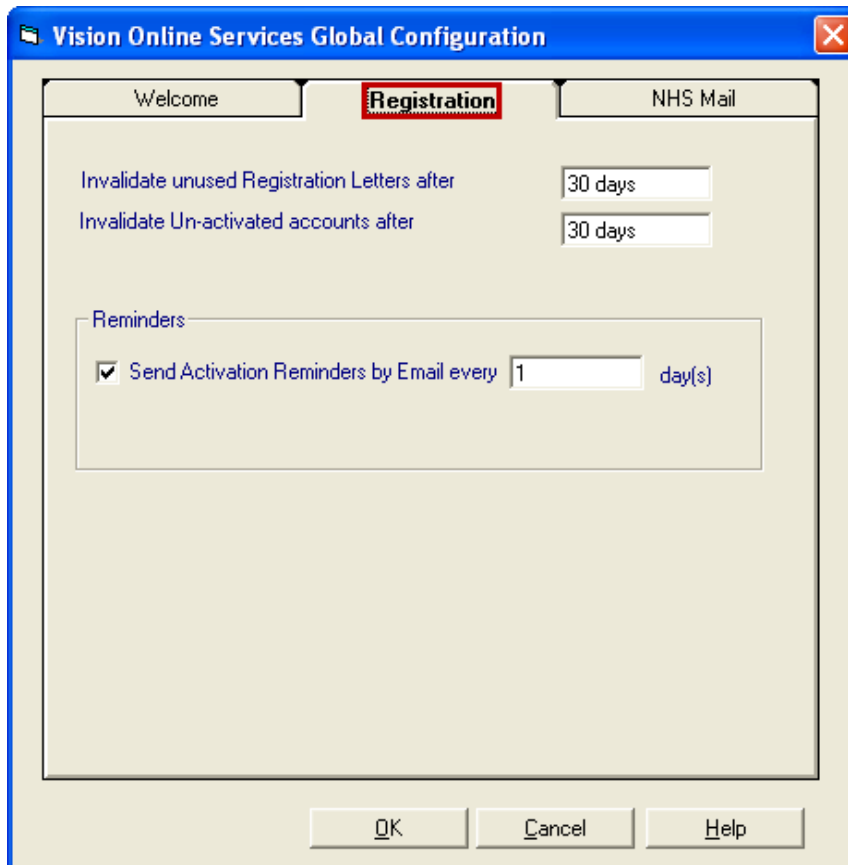 Vision Online Services Global Configuration
Welcome
Registration
NHS Mail
Invalidate unused Registration Letters after 30 days
Invalidate Un-activated accounts after 30 days
Reminders
Send Activation Reminders by Email every 1 day(s)
OK Cancel Help